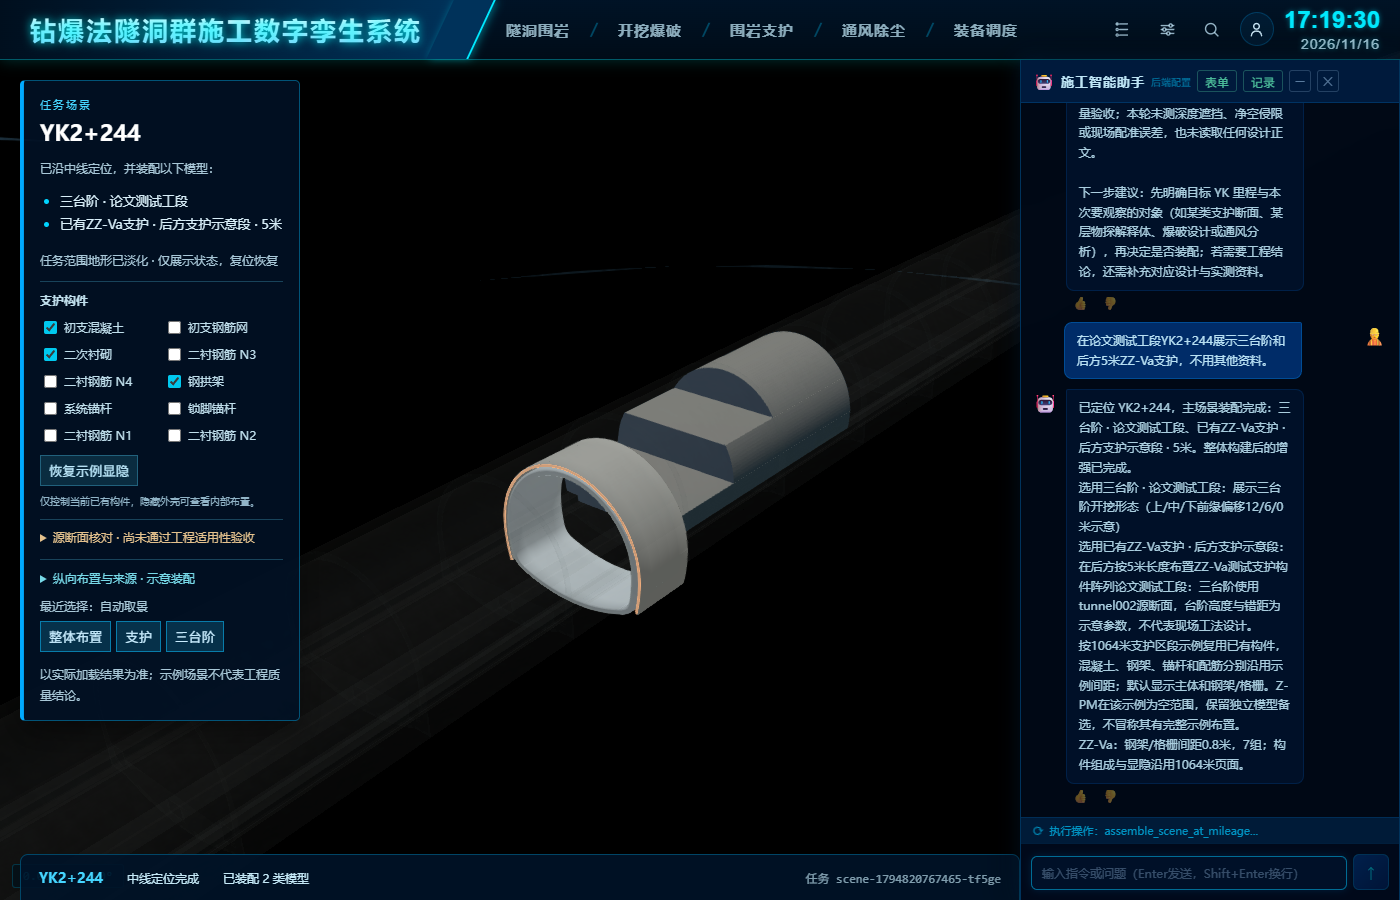 钻爆法隧洞群施工数字孪生系统
隧洞围岩 / 开挖爆破 / 围岩支护 / 通风除尘 / 装备调度
17:19:30
2026/11/16
任务场景
YK2+244
已沿中线定位，并装配以下模型：
三台阶 · 论文测试工段
已有ZZ-Va支护 · 后方支护示意段 · 5米
任务范围地形已淡化 · 仅展示状态，复位恢复
支护构件
初支混凝土 初支钢筋网
二次衬砌 二衬钢筋 N3
二衬钢筋 N4 钢拱架
系统锚杆 锁脚锚杆
二衬钢筋 N1 二衬钢筋 N2
恢复示例显隐
仅控制当前已有构件，隐藏外壳可查看内部布置。
源断面核对 · 尚未通过工程适用性验收
纵向布置与来源 · 示意装配
最近选择：自动取景
整体布置 支护 三台阶
以实际加载结果为准；示例场景不代表工程质
量结论。
YK2+244 中线定位完成 已装配 2 类模型
任务 scene-1794820767465-tf5ge
施工智能助手 后端配置 表单 记录
量验收；本轮未测深度遮挡、净空侵限
或现场配准误差，也未读取任何设计正
文。
下一步建议：先明确目标 YK 里程与本
次要观察的对象（如某类支护断面、某
层物探解释体、爆破设计或通风分
析），再决定是否装配；若需要工程结
论，还需补充对应设计与实测资料。
在论文测试工段YK2+244展示三台阶和
后方5米ZZ-Va支护，不用其他资料。
已定位 YK2+244，主场景装配完成：三
台阶 · 论文测试工段、已有ZZ-Va支护 ·
后方支护示意段 · 5米。整体构建后的增
强已完成。
选用三台阶 · 论文测试工段：展示三台
阶开挖形态（上/中/下前缘偏移12/6/0
米示意）
选用已有ZZ-Va支护 · 后方支护示意段：
在后方按5米长度布置ZZ-Va测试支护构
件阵列论文测试工段：三台阶使用
tunnel002源断面，台阶高度与错距为
示意参数，不代表现场工法设计。
按1064米支护区段示例复用已有构件，
混凝土、钢架、锚杆和配筋分别沿用示
例间距；默认显示主体和钢架/格栅。Z-
PM在该示例为空范围，保留独立模型备
选，不冒称其有完整示例布置。
ZZ-Va：钢架/格栅间距0.8米，7组；构
件组成与显隐沿用1064米页面。
执行操作：assemble_scene_at_mileage...
输入指令或问题（Enter发送，Shift+Enter换行）